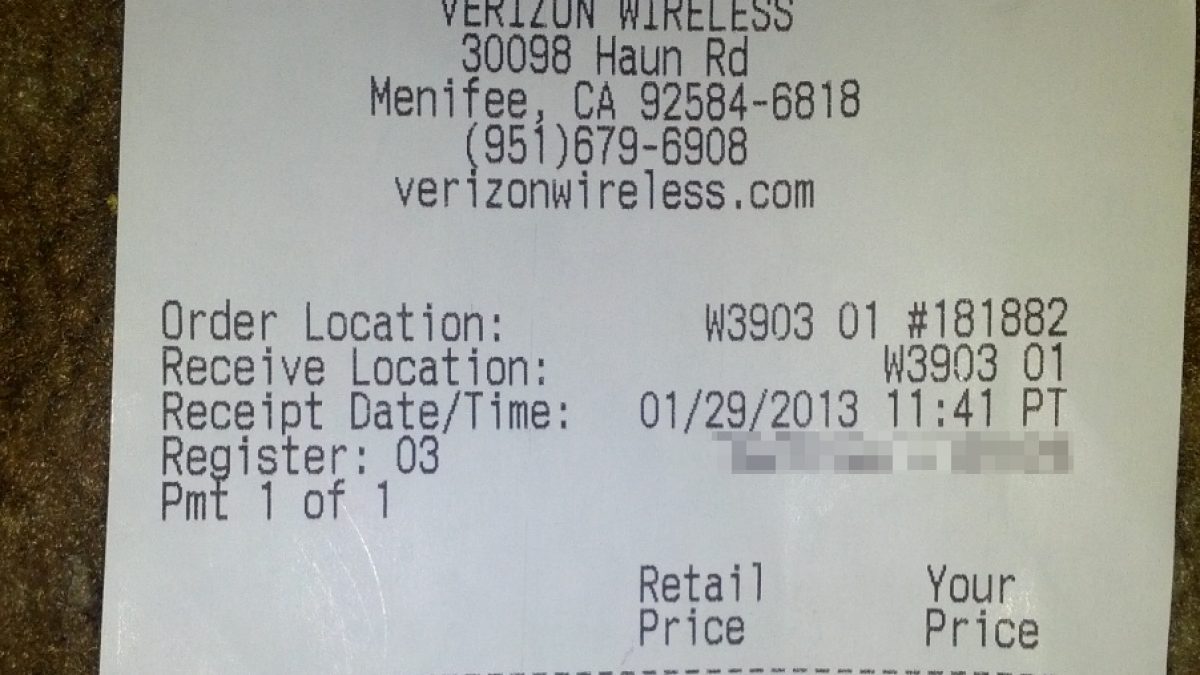 VERIZON WIRELESS
30098 Haun Rd
Menifee, CA 92584-6818
(951)679-6908
verizonwireless.com
Order Location: W3903 01 #181882
Receive Location: W3903 01
Receipt Date/Time: 01/29/2013 11:41 PT
Register: 03
Pmt 1 of 1
Retail Your
Price Price